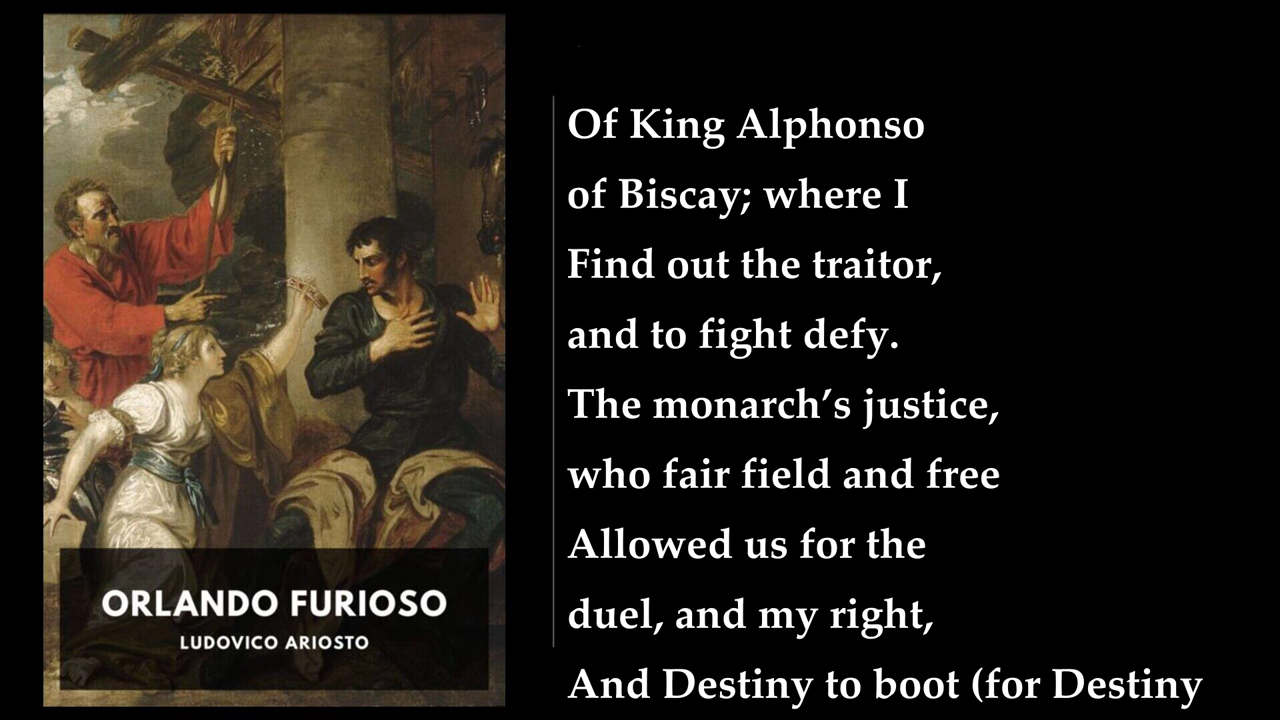 ORLANDO FURIOSO
LUDOVICO ARIOSTO
Of King Alphonso
of Biscay; where I
Find out the traitor,
and to fight defy.
The monarch’s justice,
who fair field and free
Allowed us for the
duel, and my right,
And Destiny to boot (for Destiny